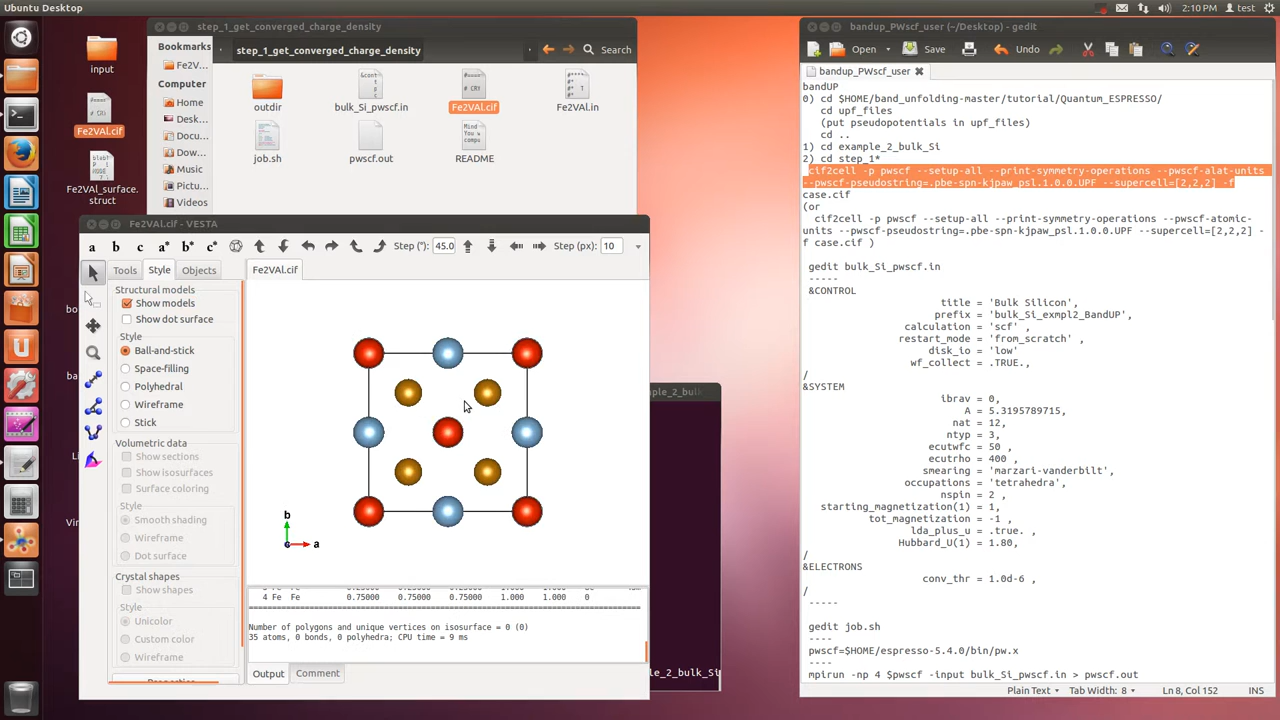 Ubuntu Desktop
2:10 PM
test
input
Fe2VAl.cif
Fe2VAl_surface.
struct
step_1_get_converged_charge_density
Bookmarks
Fe2V...
Computer
Home
Desk...
Docu...
Dow...
Music
Pictu...
Videos
step_1_get_converged_charge_density
Search
outdir
bulk_Si_pwscf.in
Fe2VAl.cif
Fe2VAl.in
job.sh
pwscf.out
README
Fe2VAl.cif - VESTA
a b c a* b* c*
Step (°): 45.0
Step (px): 10
Tools Style Objects
Fe2VAl.cif
Structural models
Show models
Show dot surface
Style
Ball-and-stick
Space-filling
Polyhedral
Wireframe
Stick
Volumetric data
Show sections
Show isosurfaces
Surface coloring
Style
Smooth shading
Wireframe
Dot surface
Crystal shapes
Show shapes
Style
Unicolor
Custom color
Wireframe
b
c
a
4 Fe Fe 0.75000 0.75000 0.75000 1.000 1.000 0
Number of polygons and unique vertices on isosurface = 0 (0)
35 atoms, 0 bonds, 0 polyhedra; CPU time = 9 ms
Output Comment
bandup_PWscf_user (~/Desktop) - gedit
Open Save Undo
bandup_PWscf_user
bandUP
0) cd $HOME/band_unfolding-master/tutorial/Quantum_ESPRESSO/
cd upf_files
(put pseudopotentials in upf_files)
cd ..
1) cd example_2_bulk_Si
2) cd step_1*
cif2cell -p pwscf --setup-all --print-symmetry-operations --pwscf-alat-units
--pwscf-pseudostring=.pbe-spn-kjpaw_psl.1.0.0.UPF --supercell=[2,2,2] -f
case.cif
(or
cif2cell -p pwscf --setup-all --print-symmetry-operations --pwscf-atomic-
units --pwscf-pseudostring=.pbe-spn-kjpaw_psl.1.0.0.UPF --supercell=[2,2,2] -
f case.cif )
gedit bulk_Si_pwscf.in
-----
&CONTROL
title = 'Bulk Silicon',
prefix = 'bulk_Si_exmpl2_BandUP',
calculation = 'scf' ,
restart_mode = 'from_scratch' ,
disk_io = 'low'
wf_collect = .TRUE.,
/
&SYSTEM
ibrav = 0,
A = 5.3195789715,
nat = 12,
ntyp = 3,
ecutwfc = 50 ,
ecutrho = 400 ,
smearing = 'marzari-vanderbilt',
occupations = 'tetrahedra',
nspin = 2 ,
starting_magnetization(1) = 1,
tot_magnetization = -1 ,
lda_plus_u = .true. ,
Hubbard_U(1) = 1.80,
/
&ELECTRONS
conv_thr = 1.0d-6 ,
/
-----
gedit job.sh
----
pwscf=$HOME/espresso-5.4.0/bin/pw.x
----
mpirun -np 4 $pwscf -input bulk_Si_pwscf.in > pwscf.out
Plain Text Tab Width: 8 Ln 8, Col 152 INS